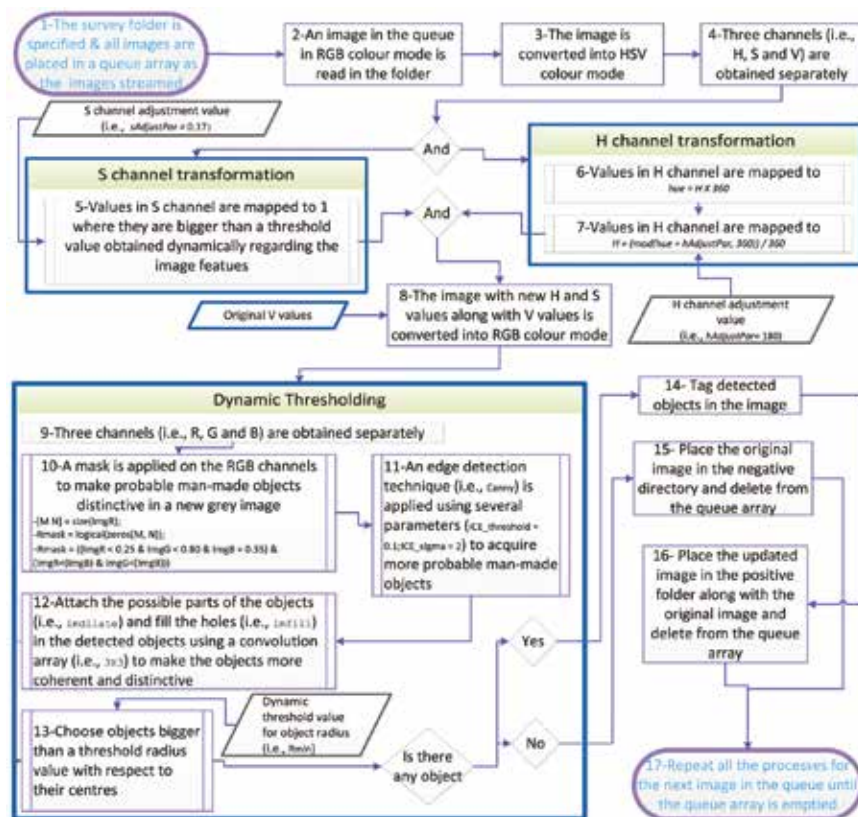 1-The survey folder is
specified & all images are
placed in a queue array as
the images streamed
2-An image in the queue
in RGB colour mode is
read in the folder
3-The image is
converted into HSV
colour mode
4-Three channels (i.e.,
H, S and V) are
obtained separately
S channel adjustment value
(i.e., sAdjustPar = 0.37)
And
S channel transformation
5-Values in S channel are mapped to 1
where they are bigger than a threshold
value obtained dynamically regarding the
image featues
And
H channel transformation
6-Values in H channel are mapped to
hue = H X 360
7-Values in H channel are mapped to
H = (mod(hue + hAdjustPar, 360)) / 360
Original V values
8-The image with new H and S
values along with V values is
converted into RGB colour mode
H channel adjustment
value
(i.e., hAdjustPar= 180)
Dynamic Thresholding
9-Three channels (i.e., R, G and B) are obtained separately
10-A mask is applied on the RGB channels
to make probable man-made objects
distinctive in a new grey image
-[M N] = size(ImgR);
-Rmask = logical(zeros[M, N]);
-Rmask = ((ImgR < 0.25 & ImgG < 0.80 & ImgB > 0.35) &
11-An edge detection
technique (i.e., Canny) is
applied using several
parameters (ICE_threshold =
0.1;ICE_sigma = 2) to acquire
more probable man-made
objects
12-Attach the possible parts of the objects
(i.e., imdilate) and fill the holes (i.e., imfill)
in the detected objects using a convolution
array (i.e., 3x3) to make the objects more
coherent and distinctive
13-Choose objects bigger
than a threshold radius
value with respect to
their centres
Dynamic
threshold value
for object radius
(i.e., Rmin)
Is there
any object
Yes
No
14- Tag detected
objects in the image
15- Place the original
image in the negative
directory and delete from
the queue array
16- Place the updated
image in the positive
folder along with the
original image and
delete from the queue
array
17-Repeat all the processes for
the next image in the queue until
the queue array is emptied